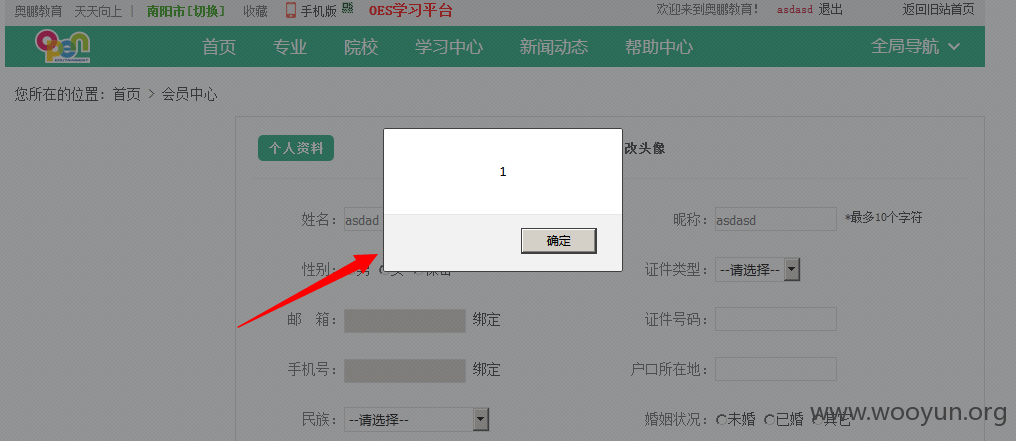 奥鹏教育 天天向上 | 南阳市[切换] 收藏 手机版 OES学习平台 欢迎来到奥鹏教育! asdasd 退出 返回旧站首页
open 首页 专业 院校 学习中心 新闻动态 帮助中心 全局导航
您所在的位置: 首页 > 会员中心
个人资料 改头像
1
确定
姓名: asdad 昵称: asdasd *最多10个字符
性别: 男 女 保密 证件类型: --请选择--
邮 箱: 绑定 证件号码:
手机号: 绑定 户口所在地:
民族: --请选择-- 婚姻状况: 未婚 已婚 其它
www.wooyun.org